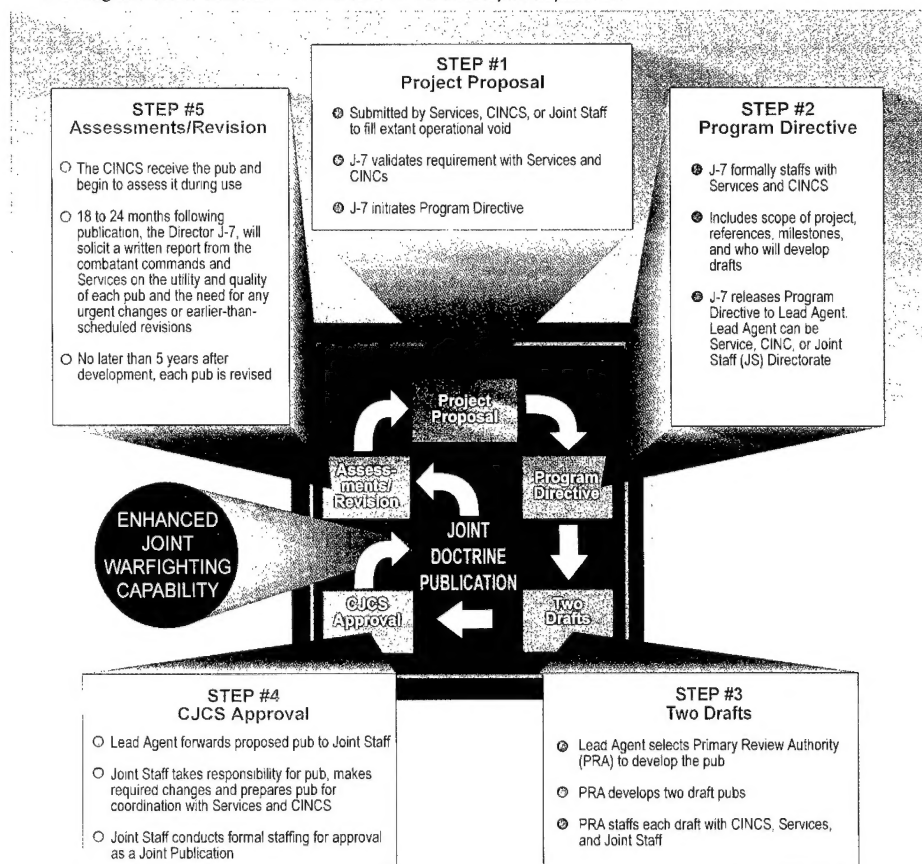 STEP #1
Project Proposal
Submitted by Services, CINCS, or Joint Staff
to fill extant operational void
J-7 validates requirement with Services and
CINCs
J-7 initiates Program Directive
STEP #5
Assessments/Revision
The CINCS receive the pub and
begin to assess it during use
18 to 24 months following
publication, the Director J-7, will
solicit a written report from the
combatant commands and
Services on the utility and quality
of each pub and the need for any
urgent changes or earlier-than-
scheduled revisions
No later than 5 years after
development, each pub is revised
STEP #2
Program Directive
J-7 formally staffs with
Services and CINCS
Includes scope of project,
references, milestones,
and who will develop
drafts
J-7 releases Program
Directive to Lead Agent.
Lead Agent can be
Service, CINC, or Joint
Staff (JS) Directorate
Project
Proposal
Assess-
ments/
Revision
Program
Directive
ENHANCED
JOINT
WARFIGHTING
CAPABILITY
JOINT
DOCTRINE
PUBLICATION
CJCS
Approval
Two
Drafts
STEP #4
CJCS Approval
Lead Agent forwards proposed pub to Joint Staff
Joint Staff takes responsibility for pub, makes
required changes and prepares pub for
coordination with Services and CINCS
Joint Staff conducts formal staffing for approval
as a Joint Publication
STEP #3
Two Drafts
Lead Agent selects Primary Review Authority
(PRA) to develop the pub
PRA develops two draft pubs
PRA staffs each draft with CINCS, Services,
and Joint Staff